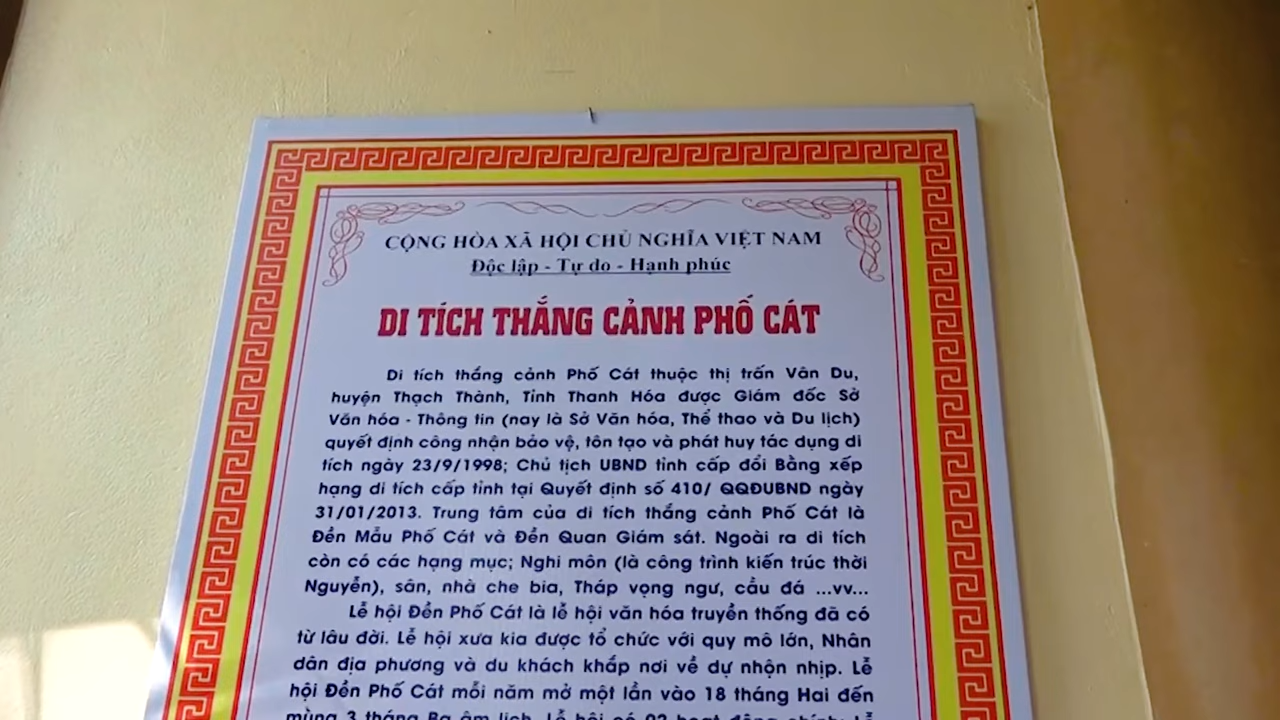 CỘNG HÒA XÃ HỘI CHỦ NGHĨA VIỆT NAM
Độc lập - Tự do - Hạnh phúc
DI TÍCH THẮNG CẢNH PHỐ CÁT
Di tích thắng cảnh Phố Cát thuộc thị trấn Vân Du,
huyện Thạch Thành, Tỉnh Thanh Hóa được Giám đốc Sở
Văn hóa - Thông tin (nay là Sở Văn hóa, Thể thao và Du lịch)
quyết định công nhận bảo vệ, tôn tạo và phát huy tác dụng di
tích ngày 23/9/1998; Chủ tịch UBND tỉnh cấp đổi Bằng xếp
hạng di tích cấp tỉnh tại Quyết định số 410/ QQĐUBND ngày
31/01/2013. Trung tâm của di tích thắng cảnh Phố Cát là
Đền Mẫu Phố Cát và Đền Quan Giám sát. Ngoài ra di tích
còn có các hạng mục; Nghi môn (là công trình kiến trúc thời
Nguyễn), sân, nhà che bia, Tháp vọng ngư, cầu đá ...vv...
Lễ hội Đền Phố Cát là lễ hội văn hóa truyền thống đã có
từ lâu đời. Lễ hội xưa kia được tổ chức với quy mô lớn, Nhân
dân địa phương và du khách khắp nơi về dự nhộn nhịp. Lễ
hội Đền Phố Cát mỗi năm mở một lần vào 18 tháng Hai đến
mùng 3 tháng Ba âm lịch. Lễ hội có 02 hoạt động chính: Lễ